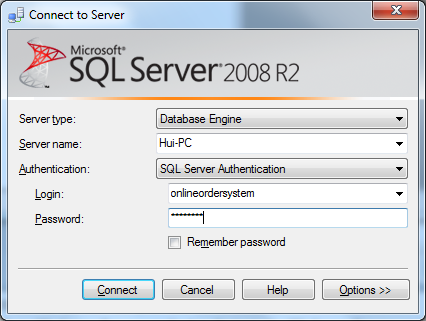 Connect to Server
Microsoft®
SQL Server® 2008 R2
Server type: Database Engine
Server name: Hui-PC
Authentication: SQL Server Authentication
Login: onlineordersystem
Password: ********
Remember password
Connect Cancel Help Options >>